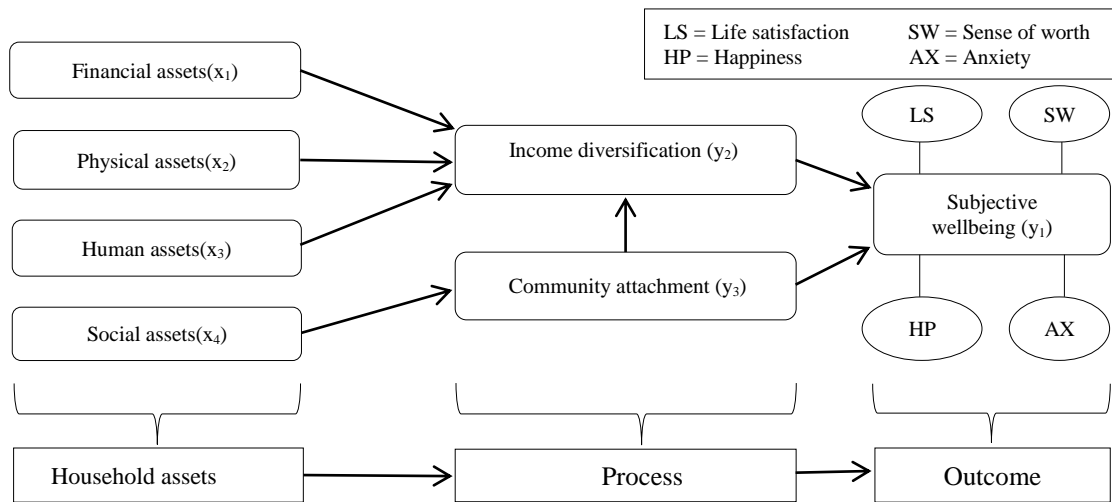 LS = Life satisfaction SW = Sense of worth
HP = Happiness AX = Anxiety
Financial assets(x₁)
Physical assets(x₂)
Human assets(x₃)
Social assets(x₄)
Income diversification (y₂)
Community attachment (y₃)
LS
SW
Subjective
wellbeing (y₁)
HP
AX
Household assets
Process
Outcome